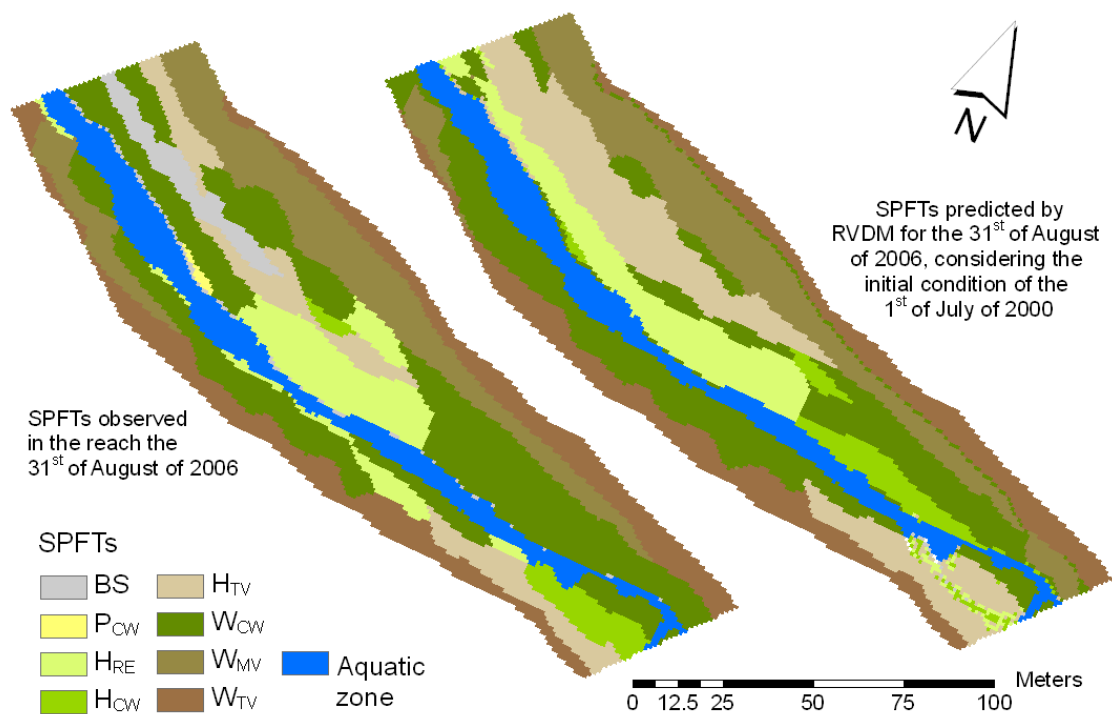 N
SPFTs predicted by
RVDM for the 31st of August
of 2006, considering the
initial condition of the
1st of July of 2000
SPFTs observed
in the reach the
31st of August of 2006
SPFTs
BS
HTV
PCW
WCW
HRE
WMV
HCW
WTV
Aquatic
zone
Meters
0 12.5 25 50 75 100